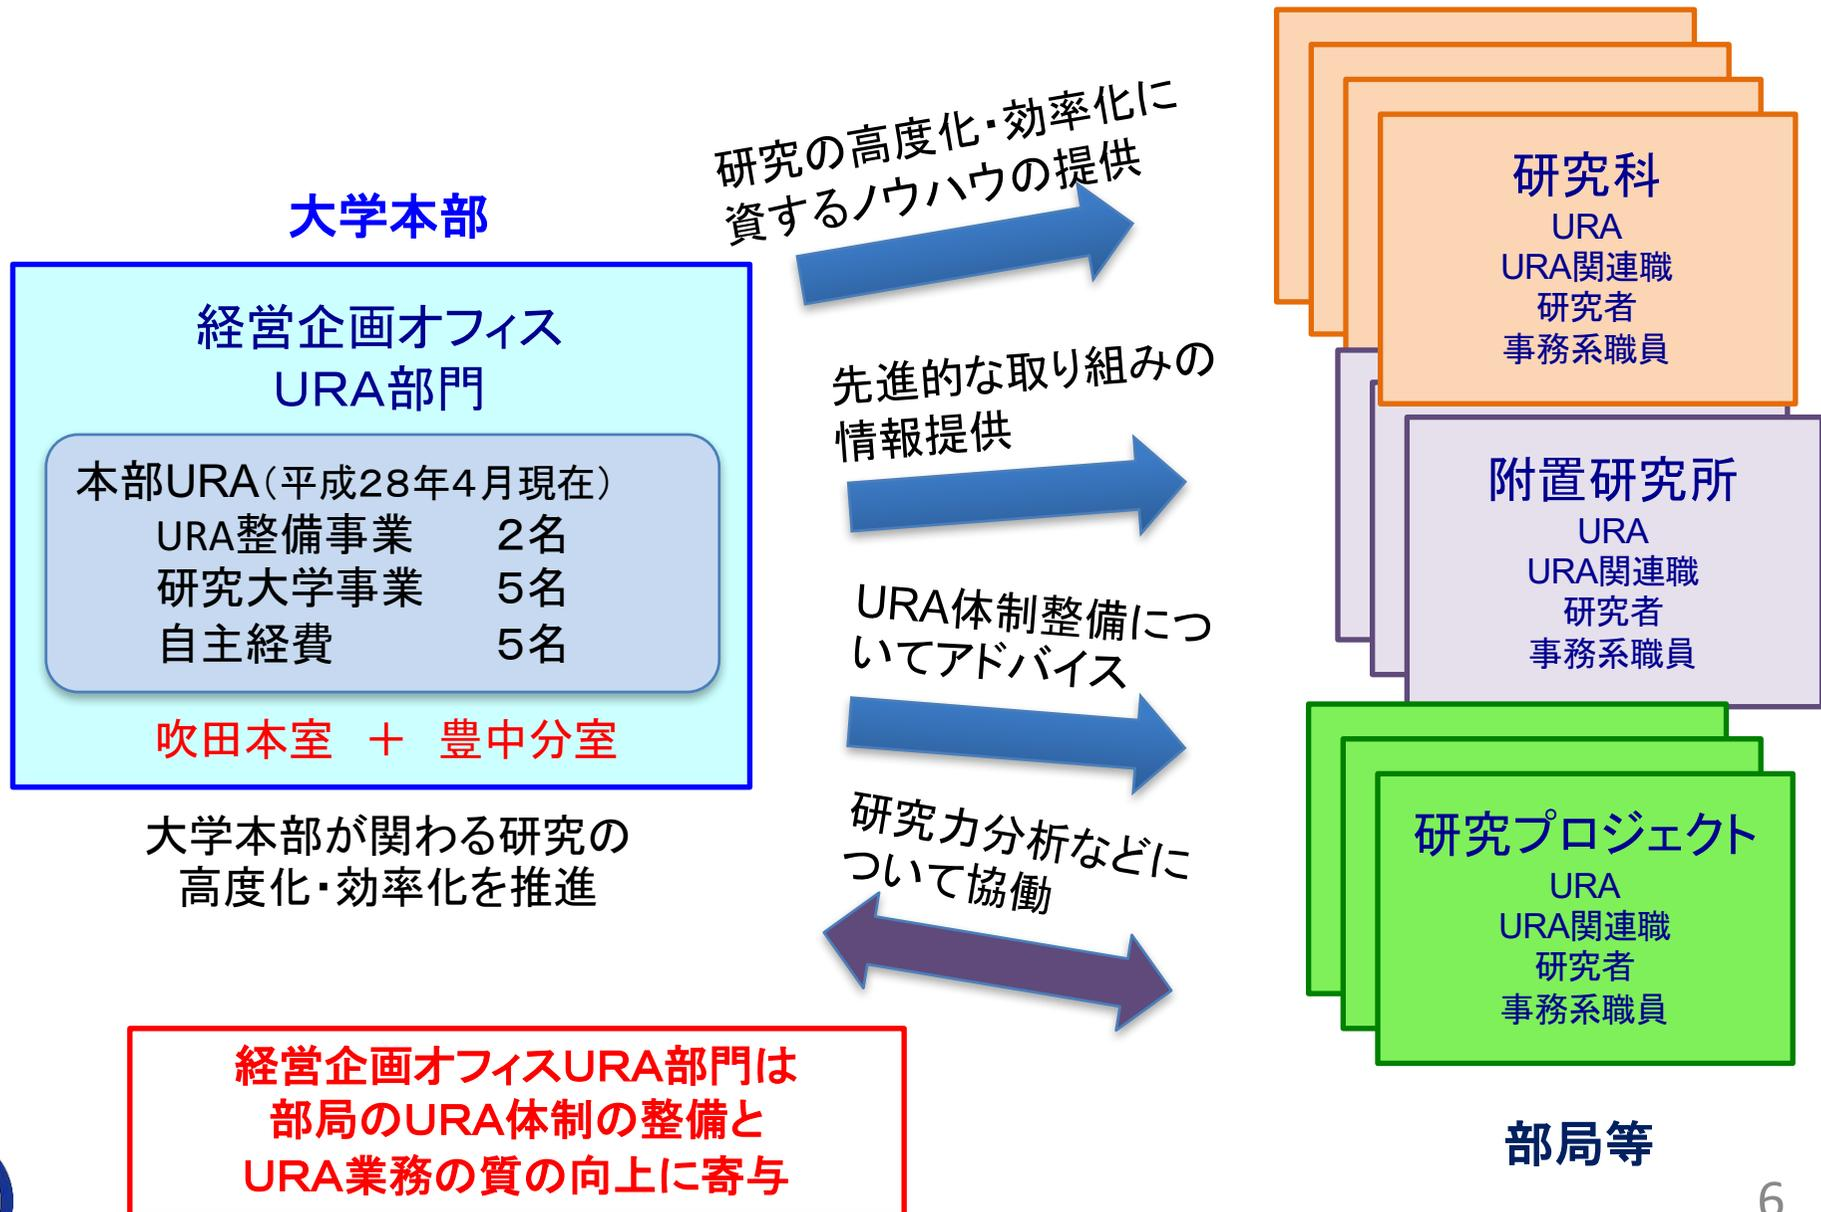 大学本部
経営企画オフィス
URA部門
本部URA(平成28年4月現在)
URA整備事業　　2名
研究大学事業　　5名
自主経費　　　　5名
吹田本室　＋　豊中分室
大学本部が関わる研究の
高度化・効率化を推進
研究の高度化・効率化に
資するノウハウの提供
先進的な取り組みの
情報提供
URA体制整備につ
いてアドバイス
研究力分析などに
ついて協働
研究科
URA
URA関連職
研究者
事務系職員
附置研究所
URA
URA関連職
研究者
事務系職員
研究プロジェクト
URA
URA関連職
研究者
事務系職員
部局等
経営企画オフィスURA部門は
部局のURA体制の整備と
URA業務の質の向上に寄与
6